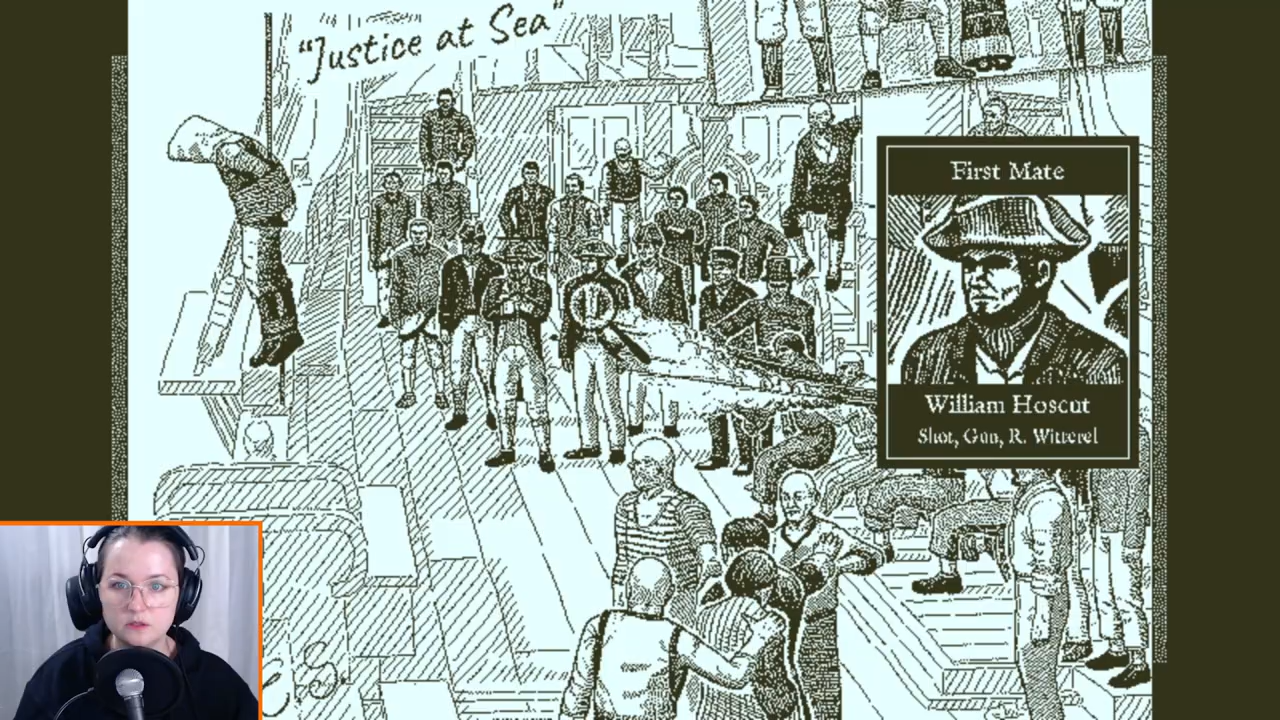 "Justice at Sea"
First Mate
William Hoscut
Shot, Gun, R. Witterel